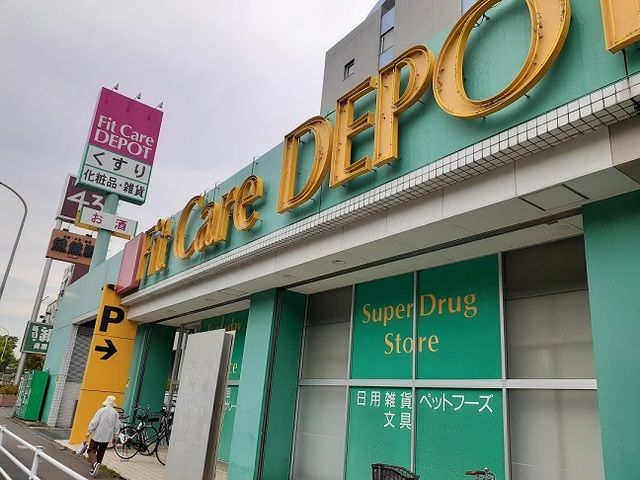 Fit Care
DEPOT
くすり
化粧品・雑貨
43
お酒
Fit Care DEPOT
P
Super Drug
Store
日用雑貨
文具
ペットフーズ